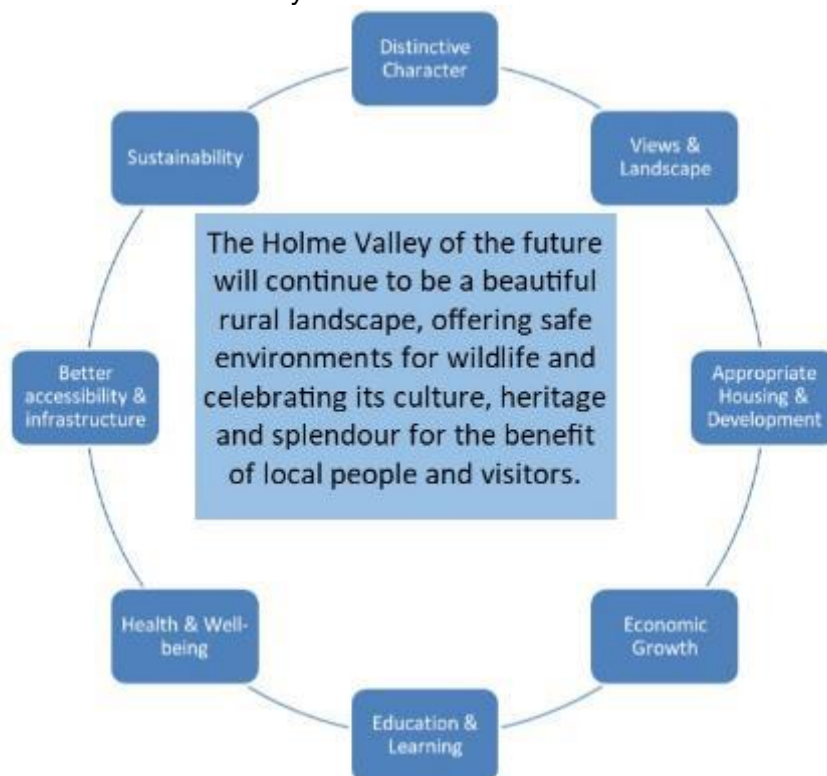 Distinctive
Character
Views &
Landscape
Appropriate
Housing &
Development
Economic
Growth
Education &
Learning
Health & Well-
being
Better
accessibility &
infrastructure
Sustainability
The Holme Valley of the future
will continue to be a beautiful
rural landscape, offering safe
environments for wildlife and
celebrating its culture, heritage
and splendour for the benefit
of local people and visitors.